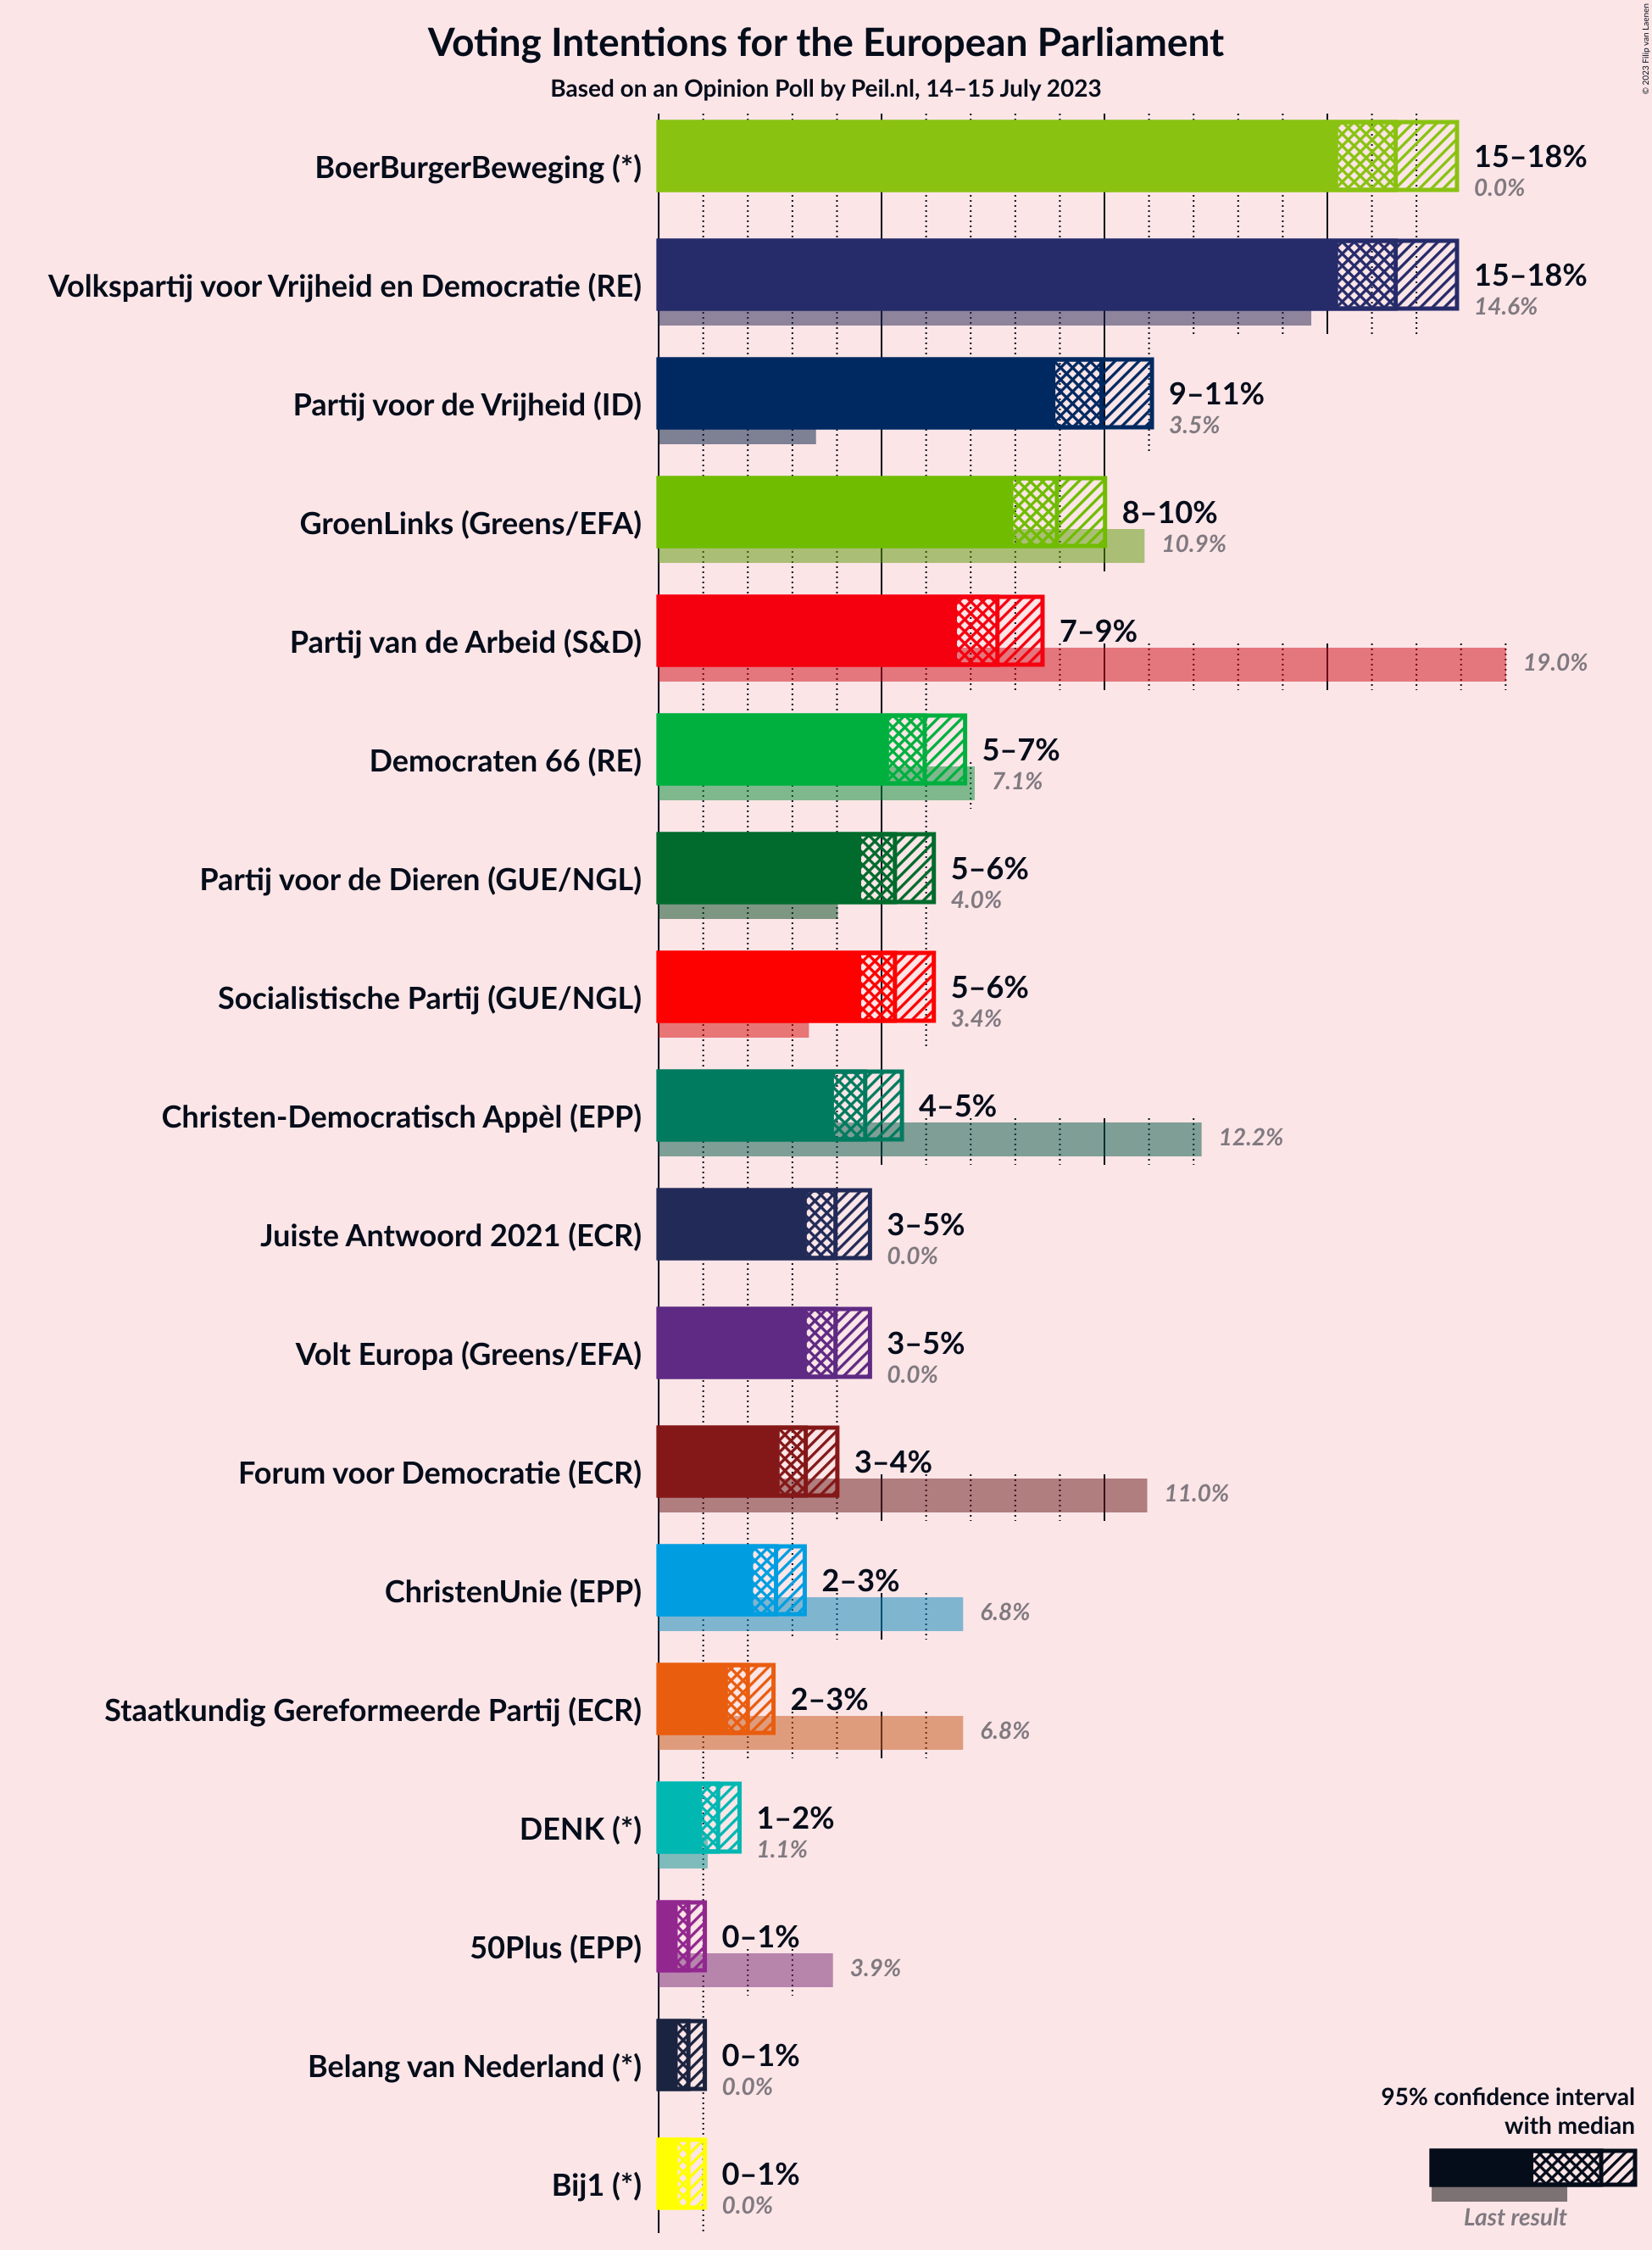 Voting Intentions for the European Parliament
Based on an Opinion Poll by Peil.nl, 14–15 July 2023
© 2023 Filip van Laenen
BoerBurgerBeweging (*)
15–18%
0.0%
Volkspartij voor Vrijheid en Democratie (RE)
15–18%
14.6%
Partij voor de Vrijheid (ID)
9–11%
3.5%
GroenLinks (Greens/EFA)
8–10%
10.9%
Partij van de Arbeid (S&D)
7–9%
19.0%
Democraten 66 (RE)
5–7%
7.1%
Partij voor de Dieren (GUE/NGL)
5–6%
4.0%
Socialistische Partij (GUE/NGL)
5–6%
3.4%
Christen-Democratisch Appèl (EPP)
4–5%
12.2%
Juiste Antwoord 2021 (ECR)
3–5%
0.0%
Volt Europa (Greens/EFA)
3–5%
0.0%
Forum voor Democratie (ECR)
3–4%
11.0%
ChristenUnie (EPP)
2–3%
6.8%
Staatkundig Gereformeerde Partij (ECR)
2–3%
6.8%
DENK (*)
1–2%
1.1%
50Plus (EPP)
0–1%
3.9%
Belang van Nederland (*)
0–1%
0.0%
Bij1 (*)
0–1%
0.0%
95% confidence interval
with median
Last result